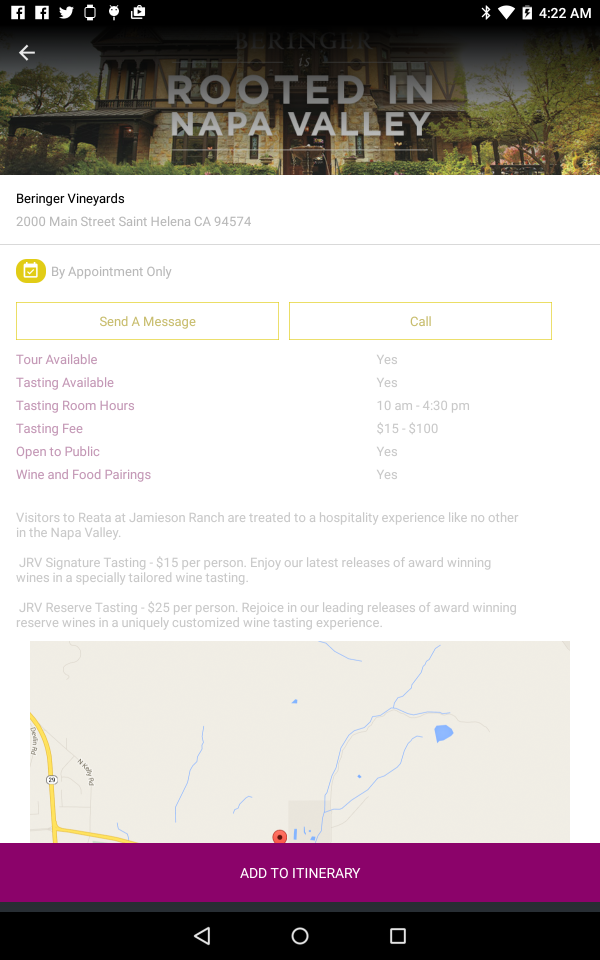 4:22 AM
BERINGER
is
ROOTED IN
NAPA VALLEY
Beringer Vineyards
2000 Main Street Saint Helena CA 94574
By Appointment Only
Send A Message
Call
Tour Available Yes
Tasting Available Yes
Tasting Room Hours 10 am - 4:30 pm
Tasting Fee $15 - $100
Open to Public Yes
Wine and Food Pairings Yes
Visitors to Reata at Jamieson Ranch are treated to a hospitality experience like no other
in the Napa Valley.
JRV Signature Tasting - $15 per person. Enjoy our latest releases of award winning
wines in a specially tailored wine tasting.
JRV Reserve Tasting - $25 per person. Rejoice in our leading releases of award winning
reserve wines in a uniquely customized wine tasting experience.
Devlin Rd
N Kelly Rd
29
ADD TO ITINERARY